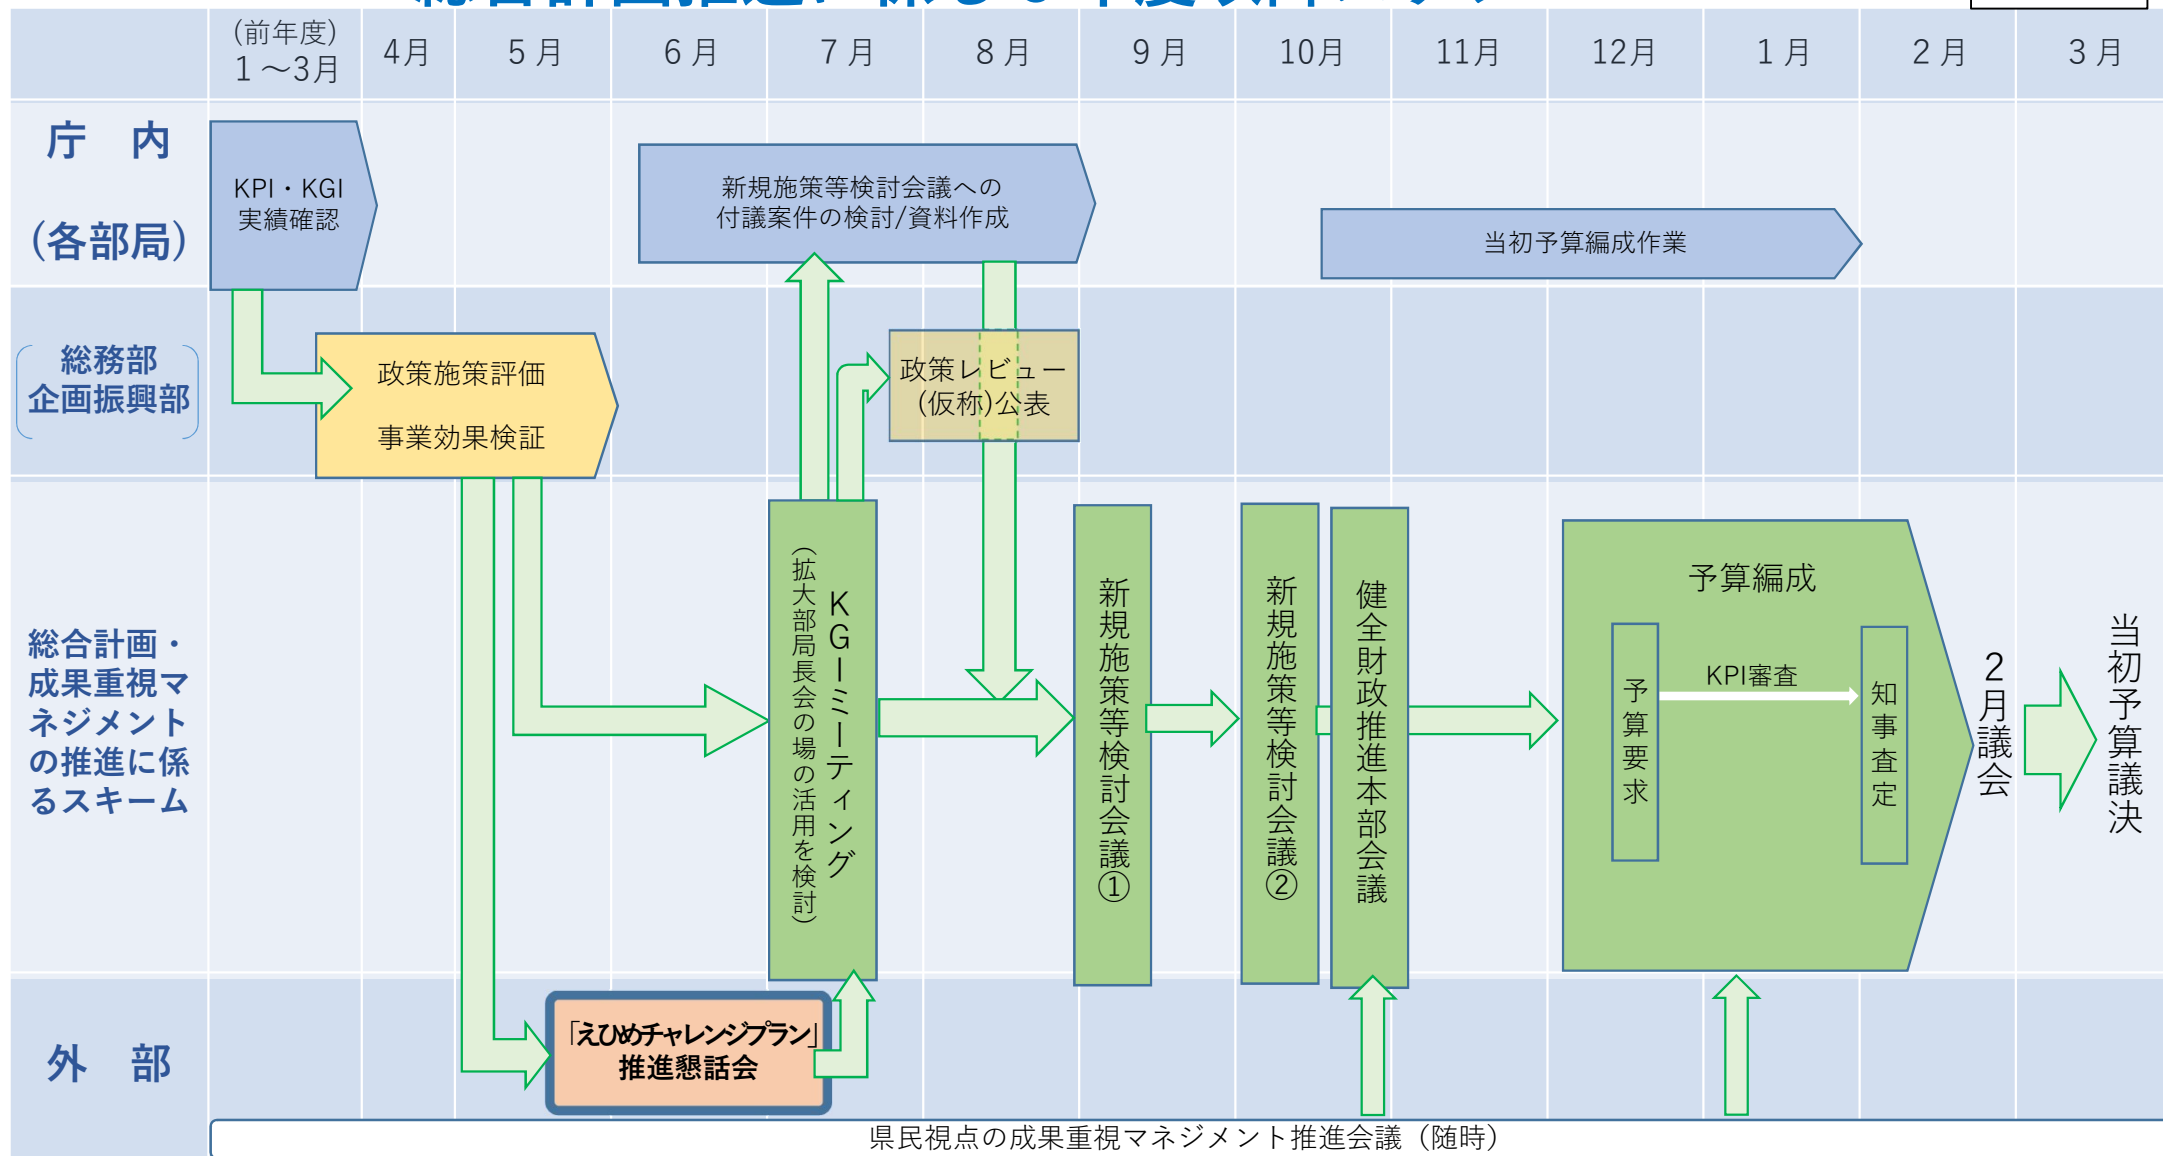 (前年度)
1～3月
4月
5月
6月
7月
8月
9月
10月
11月
12月
1月
2月
3月
庁　内
(各部局)
KPI・KGI
実績確認
新規施策等検討会議への
付議案件の検討/資料作成
当初予算編成作業
総務部
企画振興部
政策施策評価
事業効果検証
政策レビュー
(仮称)公表
総合計画・
成果重視マ
ネジメント
の推進に係
るスキーム
KGIミーティング
（拡大部局長会の場の活用を検討）
新規施策等検討会議①
新規施策等検討会議②
健全財政推進本部会議
予算編成
予算要求
KPI審査
知事査定
2月議会
当初予算議決
外　部
「えひめチャレンジプラン」
推進懇話会
県民視点の成果重視マネジメント推進会議（随時）